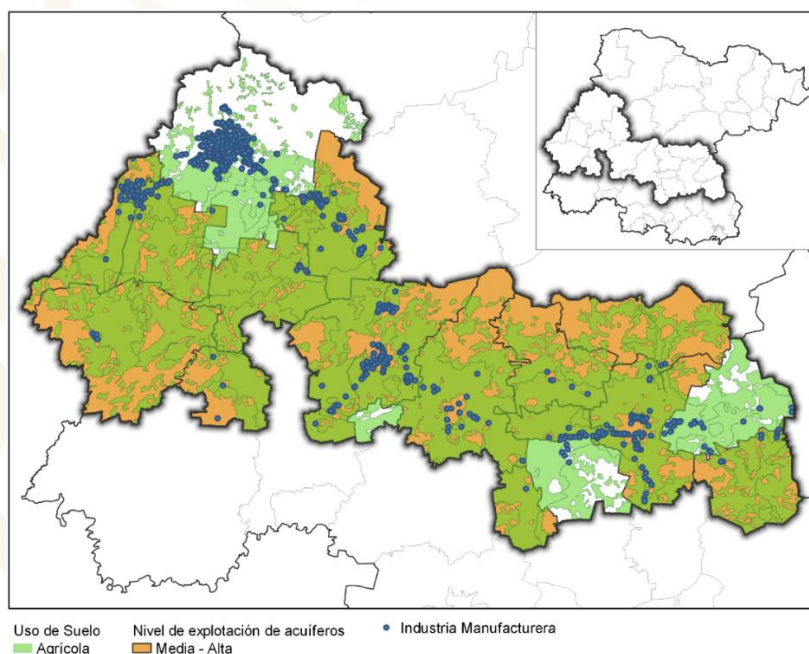 Uso de Suelo
Agrícola
Nivel de explotación de acuíferos
Media - Alta
Industria Manufacturera